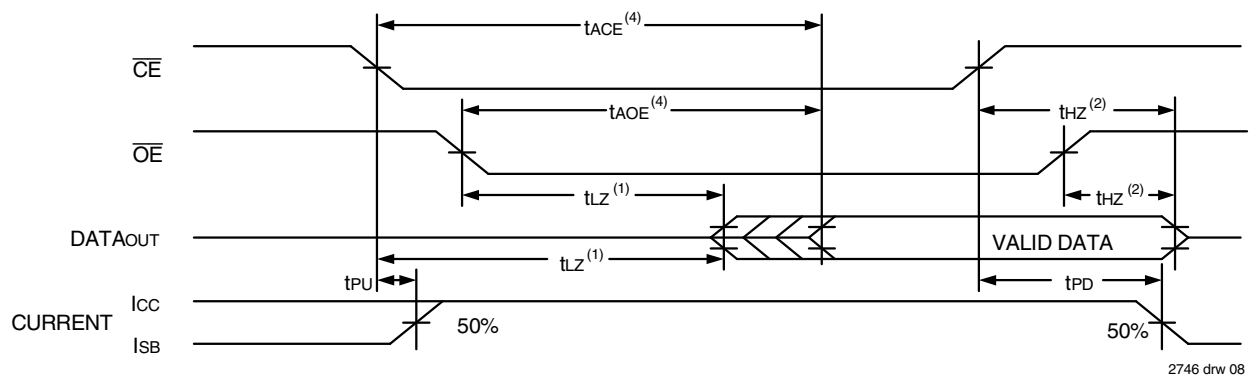 tACE(4)
CE
tAOE(4)
tHZ(2)
OE
tLZ(1)
tHZ(2)
DATAOUT
VALID DATA
tLZ(1)
tPU
tPD
ICC
CURRENT
50%
50%
ISB
2746 drw 08